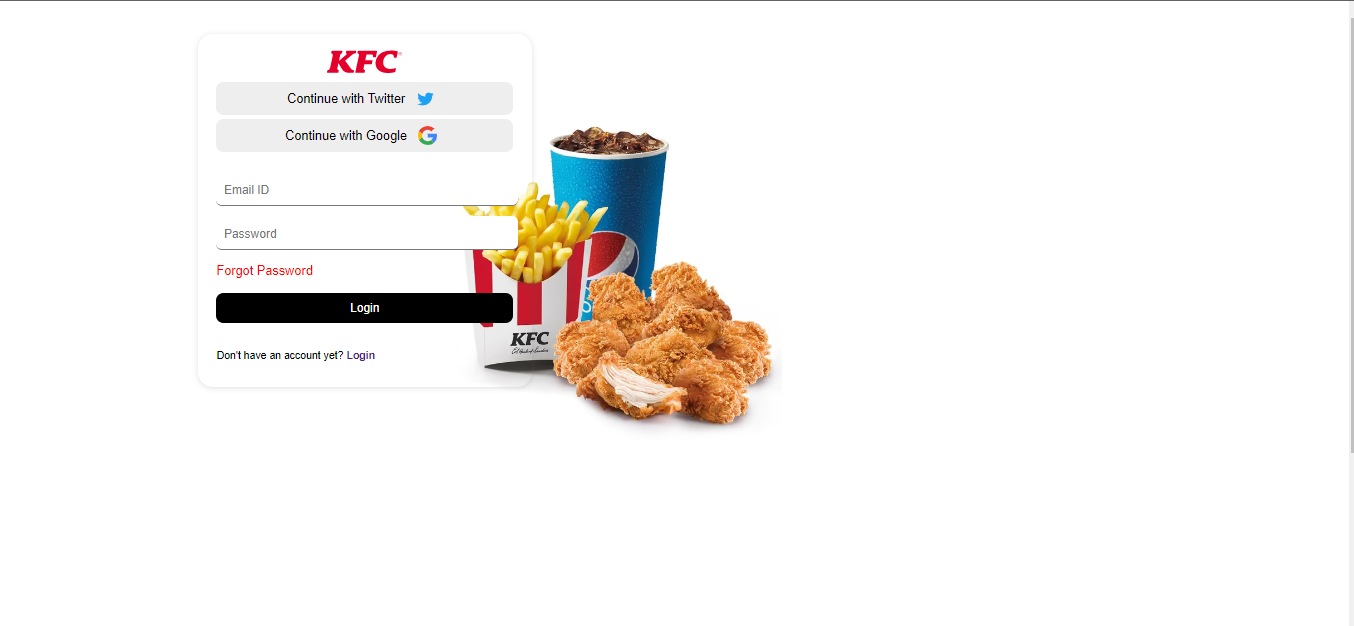 KFC
Continue with Twitter
Continue with Google
Email ID
Password
Forgot Password
Login
KFC
Don't have an account yet? Login